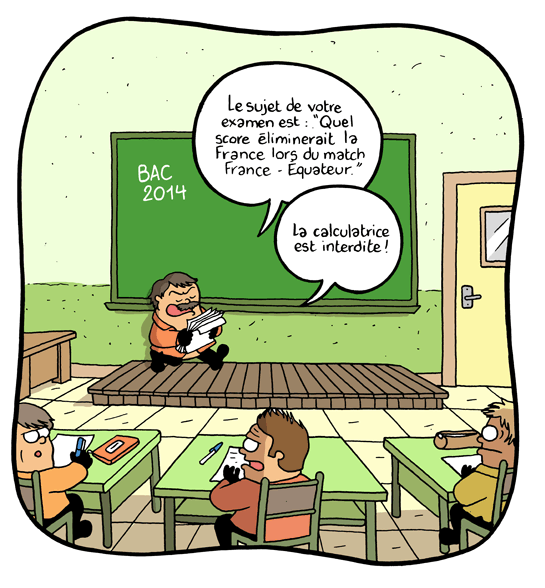 Le sujet de votre
examen est : "Quel
score éliminerait la
France lors du match
France - Equateur."
BAC
2014
La calculatrice
est interdite !